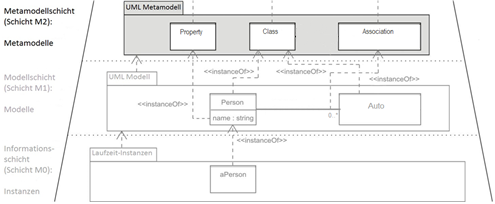 Metamodellschicht
(Schicht M2):
Metamodelle
UML Metamodell
Property
Class
Association
<<instanceOf>>
<<instanceOf>>
<<instanceOf>>
Modellschicht
(Schicht M1):
Modelle
UML Modell
<<instanceOf>>
Person
name : string
0..*
Auto
Informations-
schicht
(Schicht M0):
Instanzen
Laufzeit-Instanzen
<<instanceOf>>
aPerson